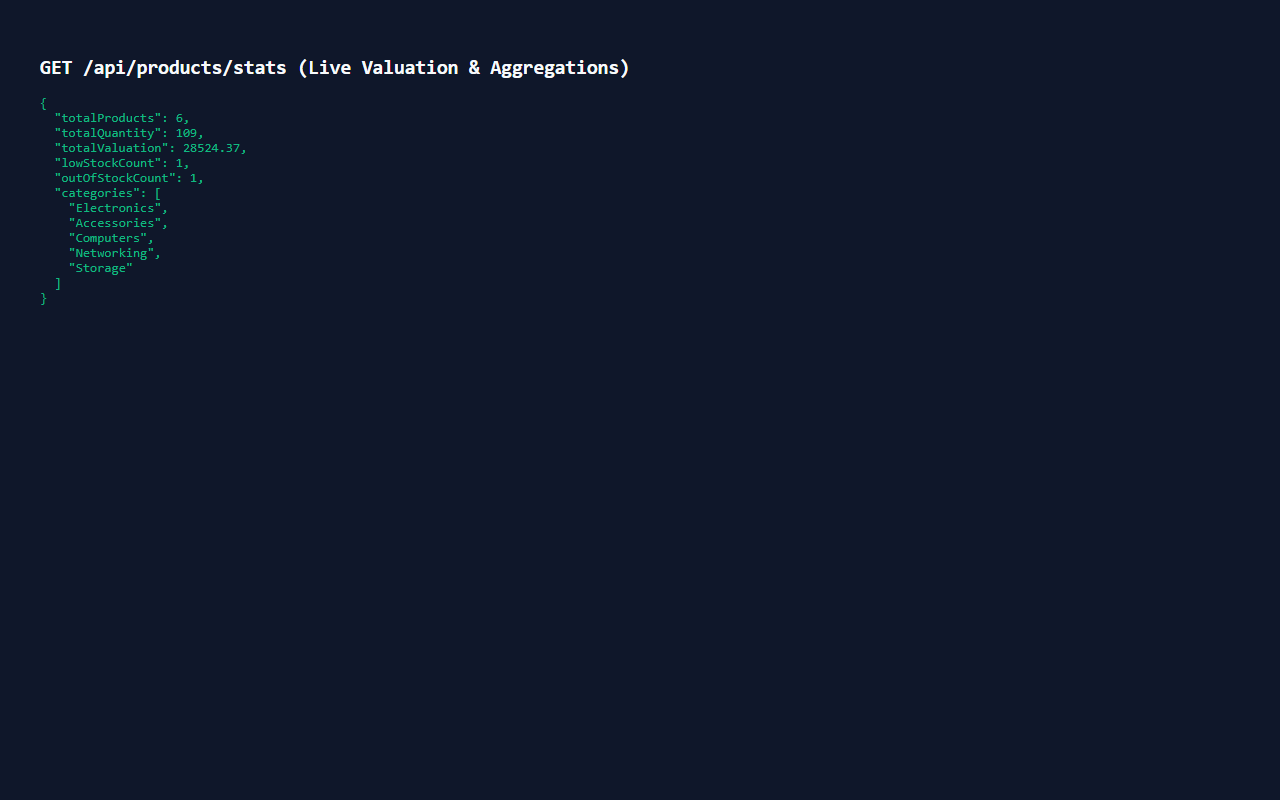 GET /api/products/stats (Live Valuation & Aggregations)
{
  "totalProducts": 6,
  "totalQuantity": 109,
  "totalValuation": 28524.37,
  "lowStockCount": 1,
  "outOfStockCount": 1,
  "categories": [
    "Electronics",
    "Accessories",
    "Computers",
    "Networking",
    "Storage"
  ]
}